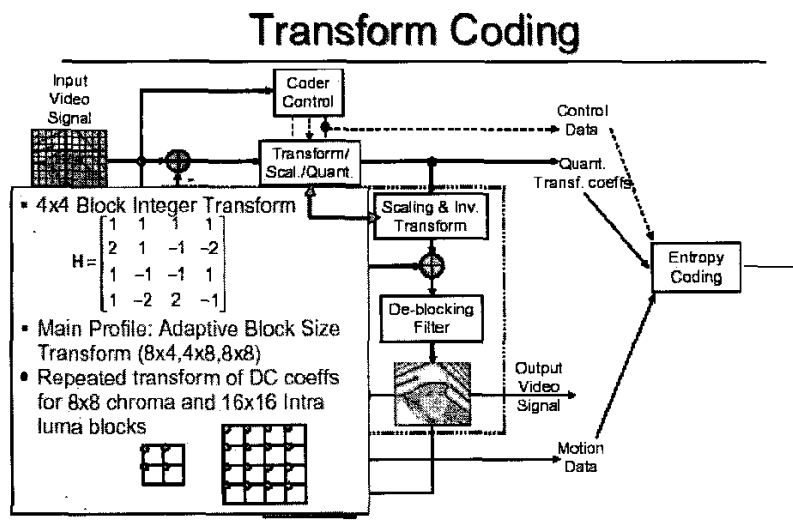 Transform Coding
Input
Video
Signal
Coder
Control
Control
Data
Transform/
Scal./Quant.
Quant.
Transf. coeffs
Scaling & Inv.
Transform
Entropy
Coding
De-blocking
Filter
Output
Video
Signal
Motion
Data
• 4x4 Block Integer Transform
H = [ 1 1 1 1
2 1 −1 −2
1 −1 −1 1
1 −2 2 −1 ]
• Main Profile: Adaptive Block Size
Transform (8x4,4x8,8x8)
• Repeated transform of DC coeffs
for 8x8 chroma and 16x16 Intra
luma blocks